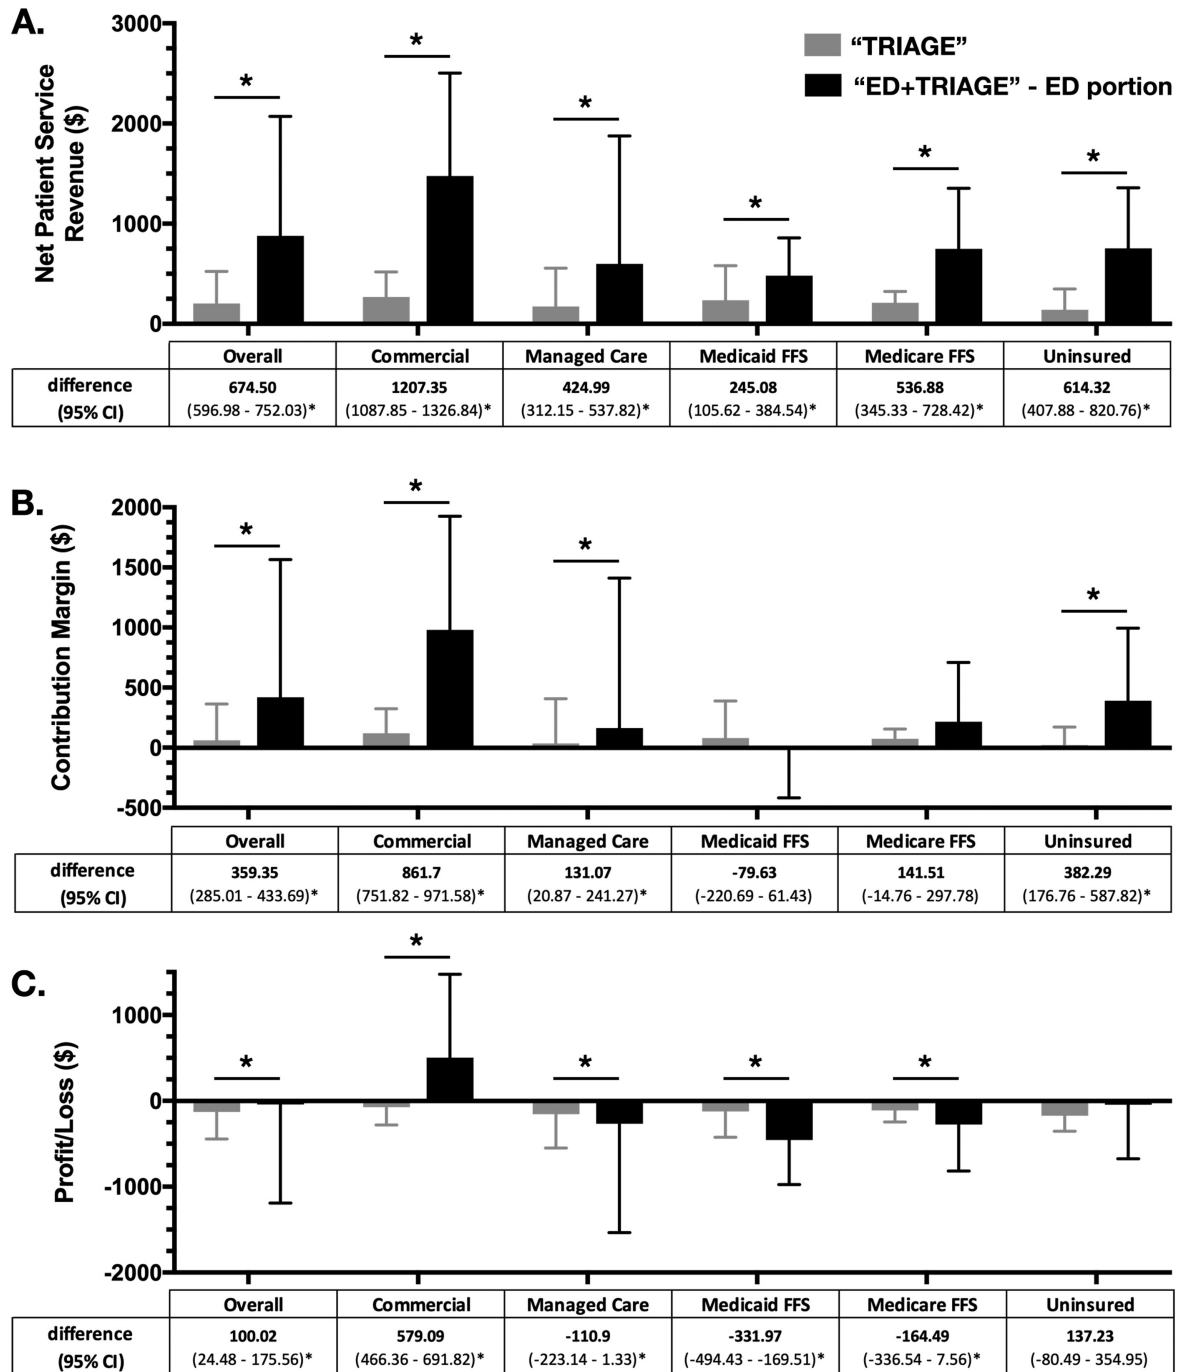 A.
"TRIAGE"
"ED+TRIAGE" - ED portion
Net Patient Service
Revenue ($)
3000
2000
1000
0
* * * * * *
Overall Commercial Managed Care Medicaid FFS Medicare FFS Uninsured
difference 674.50 1207.35 424.99 245.08 536.88 614.32
(95% CI) (596.98 - 752.03)* (1087.85 - 1326.84)* (312.15 - 537.82)* (105.62 - 384.54)* (345.33 - 728.42)* (407.88 - 820.76)*
B.
Contribution Margin ($)
2000
1500
1000
500
0
-500
* * * *
Overall Commercial Managed Care Medicaid FFS Medicare FFS Uninsured
difference 359.35 861.7 131.07 -79.63 141.51 382.29
(95% CI) (285.01 - 433.69)* (751.82 - 971.58)* (20.87 - 241.27)* (-220.69 - 61.43) (-14.76 - 297.78) (176.76 - 587.82)*
C.
Profit/Loss ($)
1000
0
-1000
-2000
* * * * *
Overall Commercial Managed Care Medicaid FFS Medicare FFS Uninsured
difference 100.02 579.09 -110.9 -331.97 -164.49 137.23
(95% CI) (24.48 - 175.56)* (466.36 - 691.82)* (-223.14 - 1.33)* (-494.43 - -169.51)* (-336.54 - 7.56)* (-80.49 - 354.95)